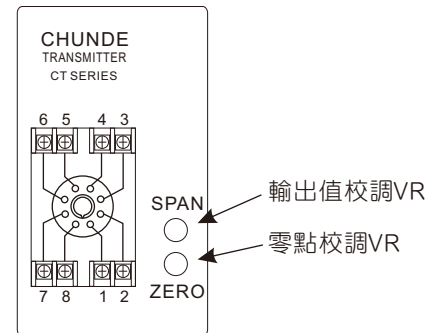 CHUNDE
TRANSMITTER
CT SERIES
6 5 4 3
SPAN
輸出值校調VR
零點校調VR
ZERO
7 8 1 2